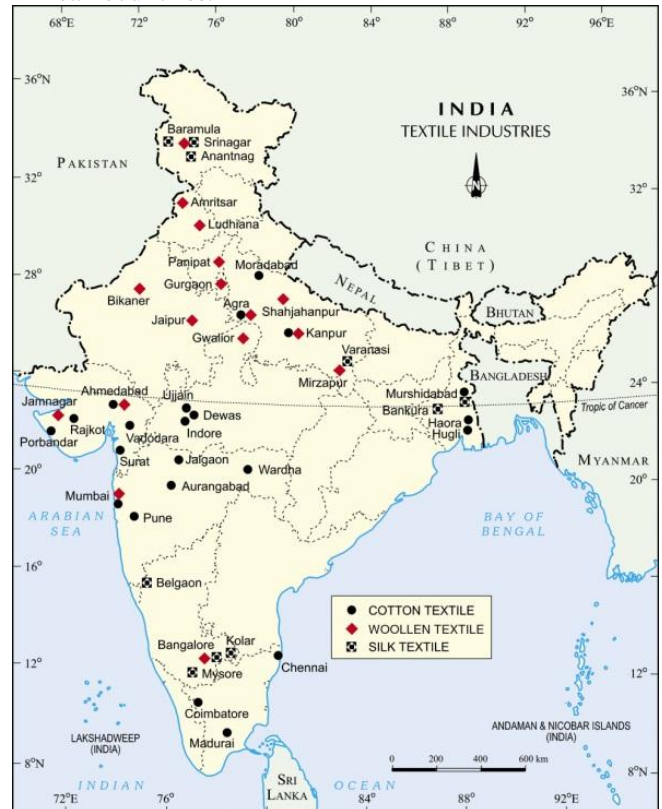 68°E
72°
76°
80°
84°
88°
92°
96°E
36°N
36°N
INDIA
TEXTILE INDUSTRIES
N
Baramula
Srinagar
Anantnag
PAKISTAN
32°
32°
Amritsar
Ludhiana
CHINA
(TIBET)
Panipat
Moradabad
28°
28°
Gurgaon
NEPAL
Bikaner
Agra
Shahjahanpur
BHUTAN
Jaipur
Kanpur
Gwalior
Varanasi
Mirzapur
BANGLADESH
24°
Murshidabad
Tropic of Cancer
Jamnagar
Ahmedabad
Ujjain
Dewas
Bankura
Rajkot
Vadodara
Indore
Haora
Hugli
Porbandar
Surat
Jalgaon
Wardha
MYANMAR
20°
20°
Aurangabad
Mumbai
ARABIAN
SEA
Pune
BAY OF
BENGAL
16°
16°
Belgaon
COTTON TEXTILE
WOOLLEN TEXTILE
SILK TEXTILE
Bangalore
Kolar
12°
12°
Chennai
Mysore
Coimbatore
LAKSHADWEEP
(INDIA)
ANDAMAN & NICOBAR ISLANDS
(INDIA)
Madurai
0 200 400 600 km
8°N
8°N
SRI
LANKA
INDIAN OCEAN
72°E
76°
84°
88°
92°E